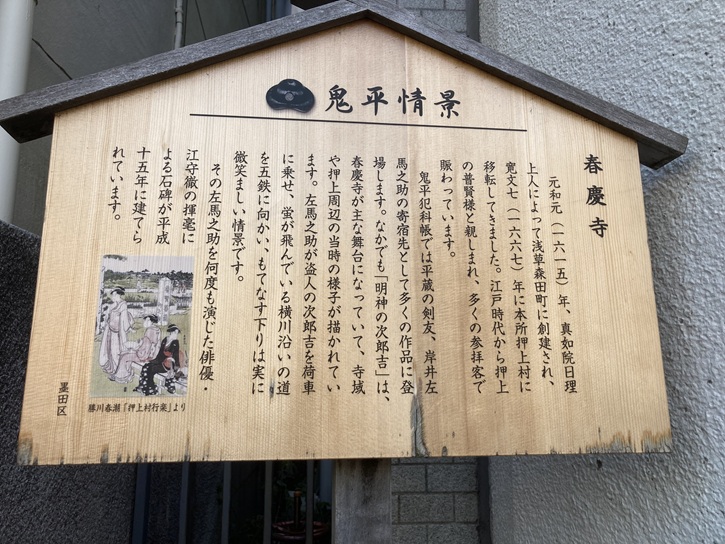 鬼平情景
春慶寺
元和元（一六一五）年、真如院日理
上人によって浅草森田町に創建され、
寛文七（一六六七）年に本所押上村に
移転してきました。江戸時代から押上
の普賢様と親しまれ、多くの参拝客で
賑わっています。
鬼平犯科帳では平蔵の剣友、岸井左
馬之助の寄宿先として多くの作品に登
場します。なかでも「明神の次郎吉」は、
春慶寺が主な舞台になっていて、寺域
や押上周辺の当時の様子が描かれてい
ます。左馬之助が盗人の次郎吉を荷車
に乗せ、蛍が飛んでいる横川沿いの道
を五鉄に向かい、もてなす下りは実に
微笑ましい情景です。
その左馬之助を何度も演じた俳優・
江守徹の揮毫に
よる石碑が平成
十五年に建てら
れています。
勝川春潮「押上村行楽」より
墨田区